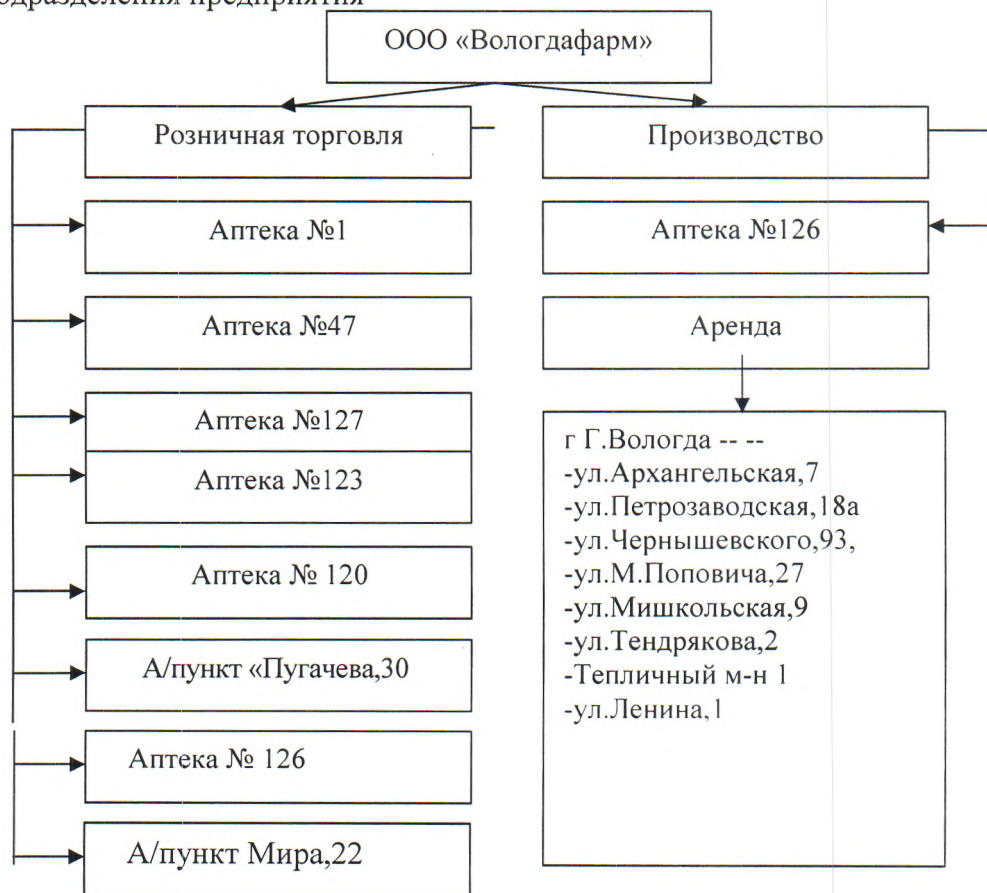 подразделения предприятия
ООО «Вологдафарм»
Розничная торговля
Аптека №1
Аптека №47
Аптека №127
Аптека №123
Аптека № 120
А/пункт «Пугачева,30
Аптека № 126
А/пункт Мира,22
Производство
Аптека №126
Аренда
г Г.Вологда -- --
-ул.Архангельская,7
-ул.Петрозаводская,18а
-ул.Чернышевского,93,
-ул.М.Поповича,27
-ул.Мишкольская,9
-ул.Тендрякова,2
-Тепличный м-н 1
-ул.Ленина,1